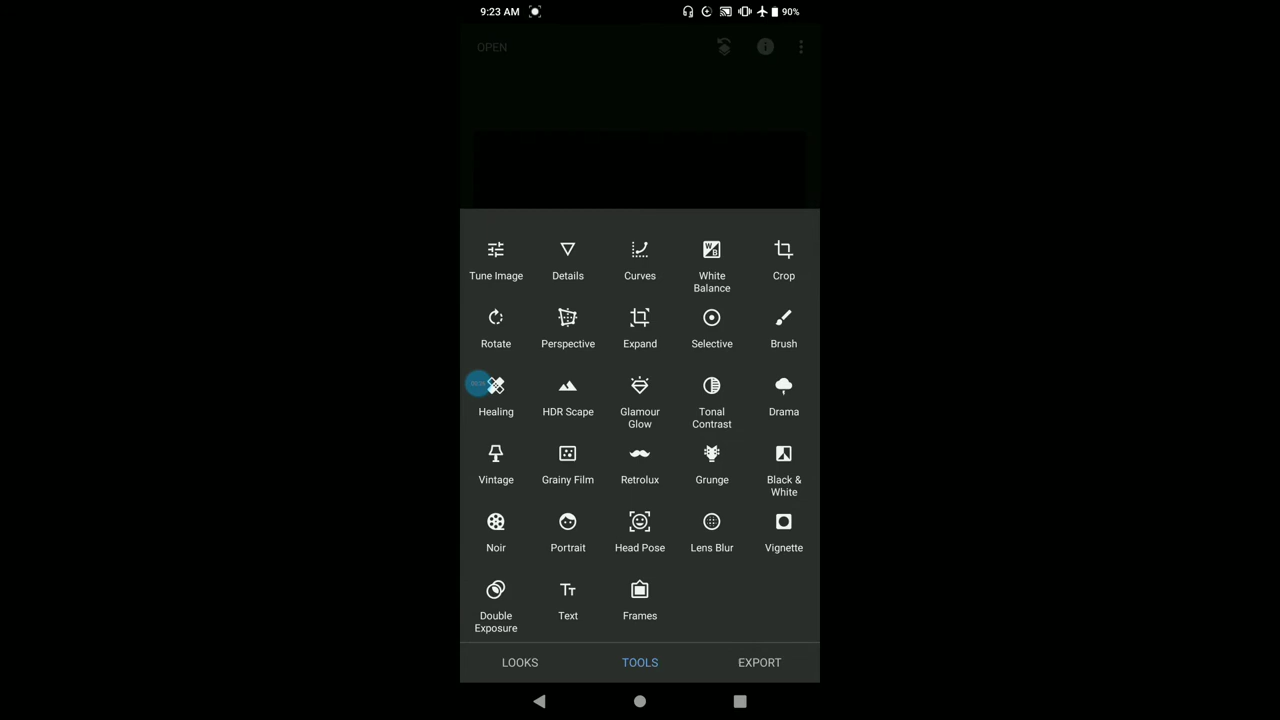 9:23 AM 90%
OPEN
Tune Image Details Curves White Balance Crop
Rotate Perspective Expand Selective Brush
Healing HDR Scape Glamour Glow Tonal Contrast Drama
Vintage Grainy Film Retrolux Grunge Black & White
Noir Portrait Head Pose Lens Blur Vignette
Double Exposure Text Frames
LOOKS TOOLS EXPORT